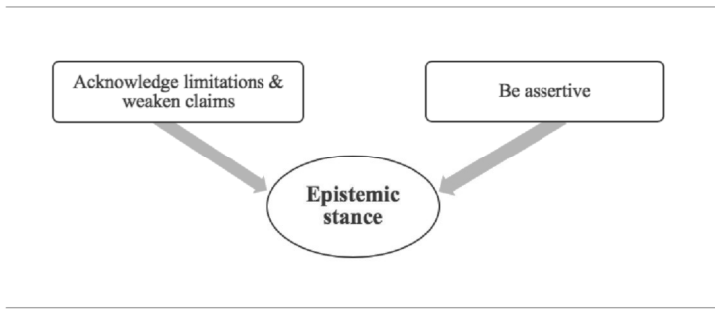 Acknowledge limitations &
weaken claims
Be assertive
Epistemic
stance